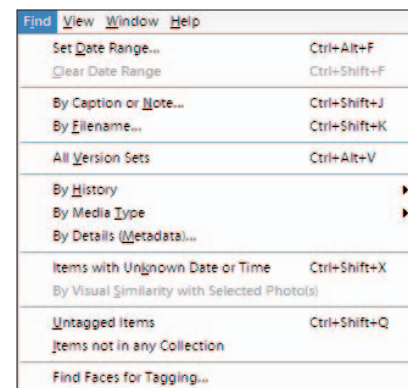 Find View Window Help
Set Date Range... Ctrl+Alt+F
Clear Date Range Ctrl+Shift+F
By Caption or Note... Ctrl+Shift+J
By Filename... Ctrl+Shift+K
All Version Sets Ctrl+Alt+V
By History
By Media Type
By Details (Metadata)...
Items with Unknown Date or Time Ctrl+Shift+X
By Visual Similarity with Selected Photo(s)
Untagged Items Ctrl+Shift+Q
Items not in any Collection
Find Faces for Tagging...